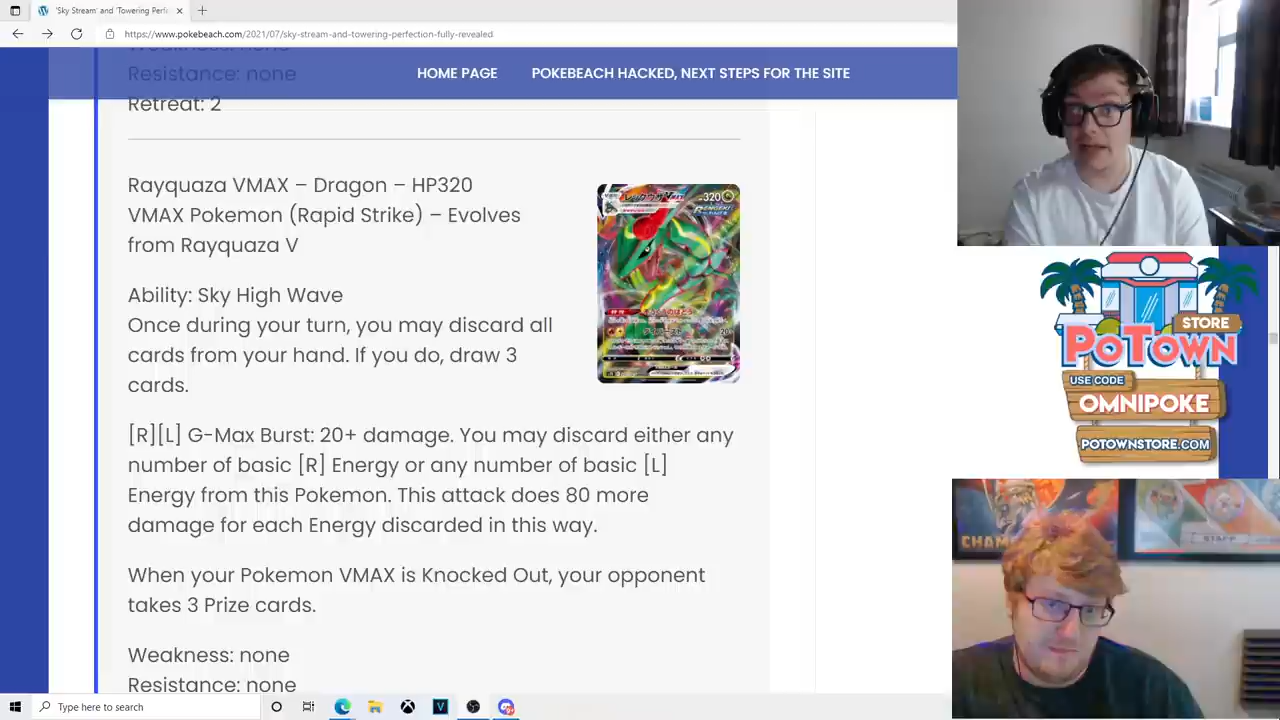 'Sky Stream' and 'Towering Perf
https://www.pokebeach.com/2021/07/sky-stream-and-towering-perfection-fully-revealed
Weakness: none
Resistance: none
HOME PAGE
POKEBEACH HACKED, NEXT STEPS FOR THE SITE
Retreat: 2
Rayquaza VMAX – Dragon – HP320
VMAX Pokemon (Rapid Strike) – Evolves
from Rayquaza V
Ability: Sky High Wave
Once during your turn, you may discard all
cards from your hand. If you do, draw 3
cards.
[R][L] G-Max Burst: 20+ damage. You may discard either any
number of basic [R] Energy or any number of basic [L]
Energy from this Pokemon. This attack does 80 more
damage for each Energy discarded in this way.
When your Pokemon VMAX is Knocked Out, your opponent
takes 3 Prize cards.
Weakness: none
Resistance: none
320
STORE
POTOWN
USE CODE
OMNIPOKE
POTOWNSTORE.COM
CHAMP
STAFF
Type here to search